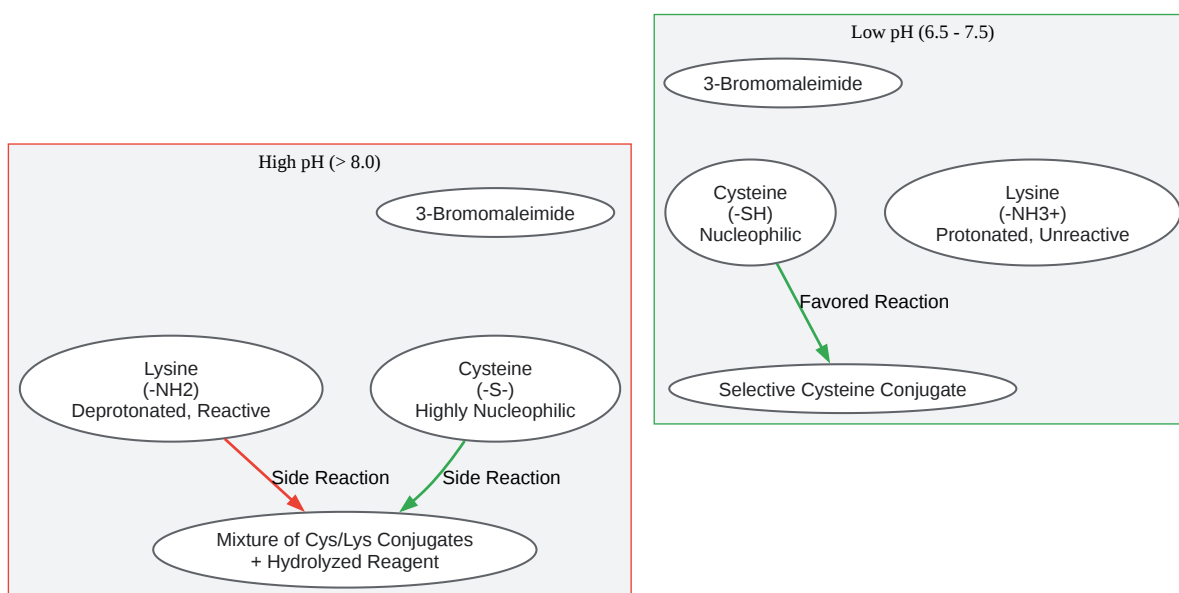 High pH (> 8.0)
3-Bromomaleimide
Lysine
(-NH2)
Deprotonated, Reactive
Cysteine
(-S-)
Highly Nucleophilic
Side Reaction
Side Reaction
Mixture of Cys/Lys Conjugates
+ Hydrolyzed Reagent
Low pH (6.5 - 7.5)
3-Bromomaleimide
Cysteine
(-SH)
Nucleophilic
Lysine
(-NH3+)
Protonated, Unreactive
Favored Reaction
Selective Cysteine Conjugate